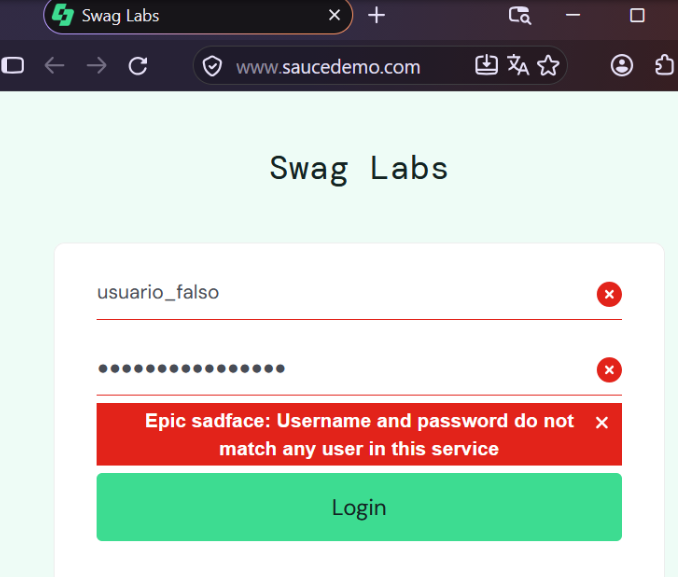 Swag Labs
www.saucedemo.com
Swag Labs
usuario_falso
Epic sadface: Username and password do not
match any user in this service
Login